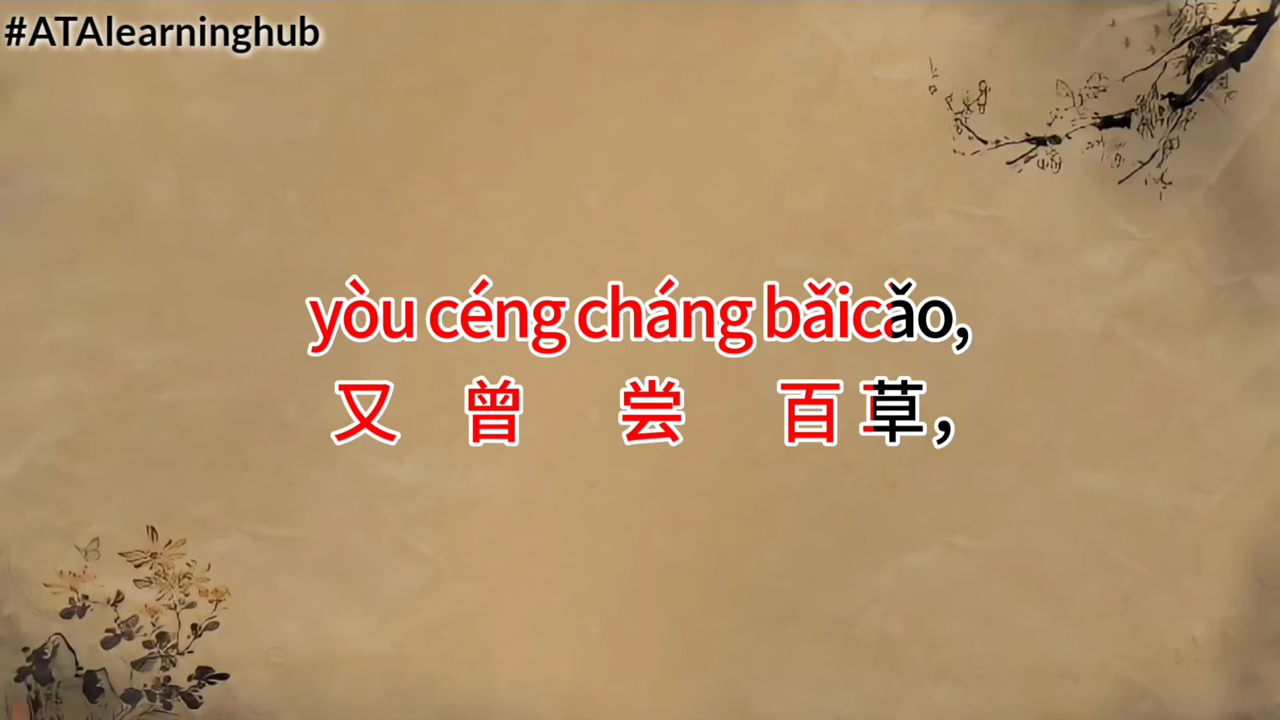 #ATAlearninghub
yòu céng cháng bǎicǎo,
又 曾 尝 百 草，